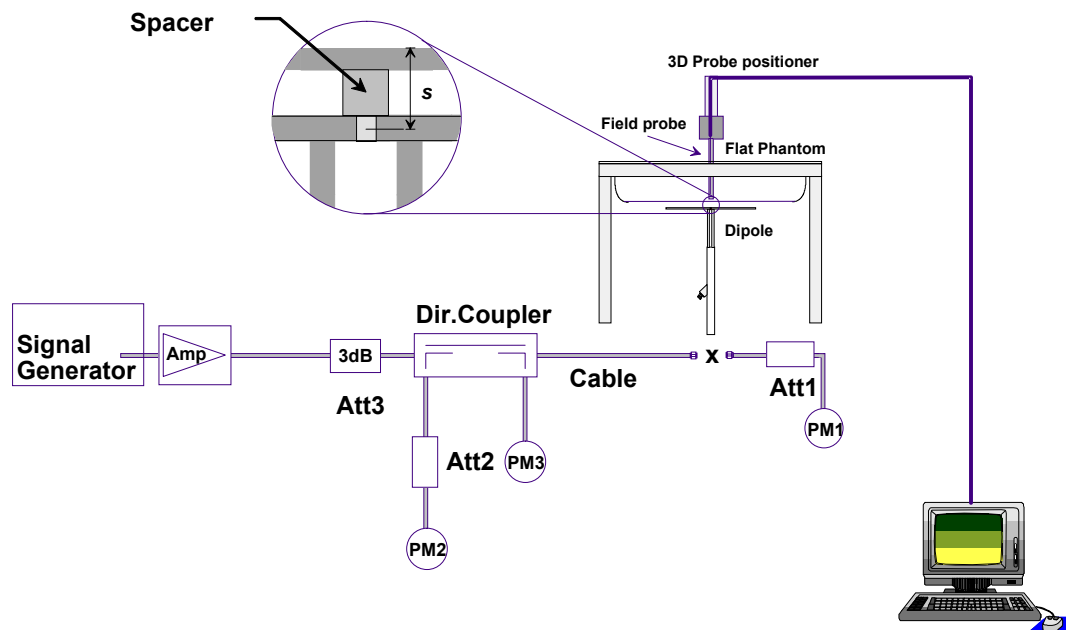 Spacer
s
3D Probe positioner
Field probe
Flat Phantom
Dipole
Dir.Coupler
Signal
Generator
Amp
3dB
Att3
Cable
x
Att1
PM1
Att2
PM3
PM2